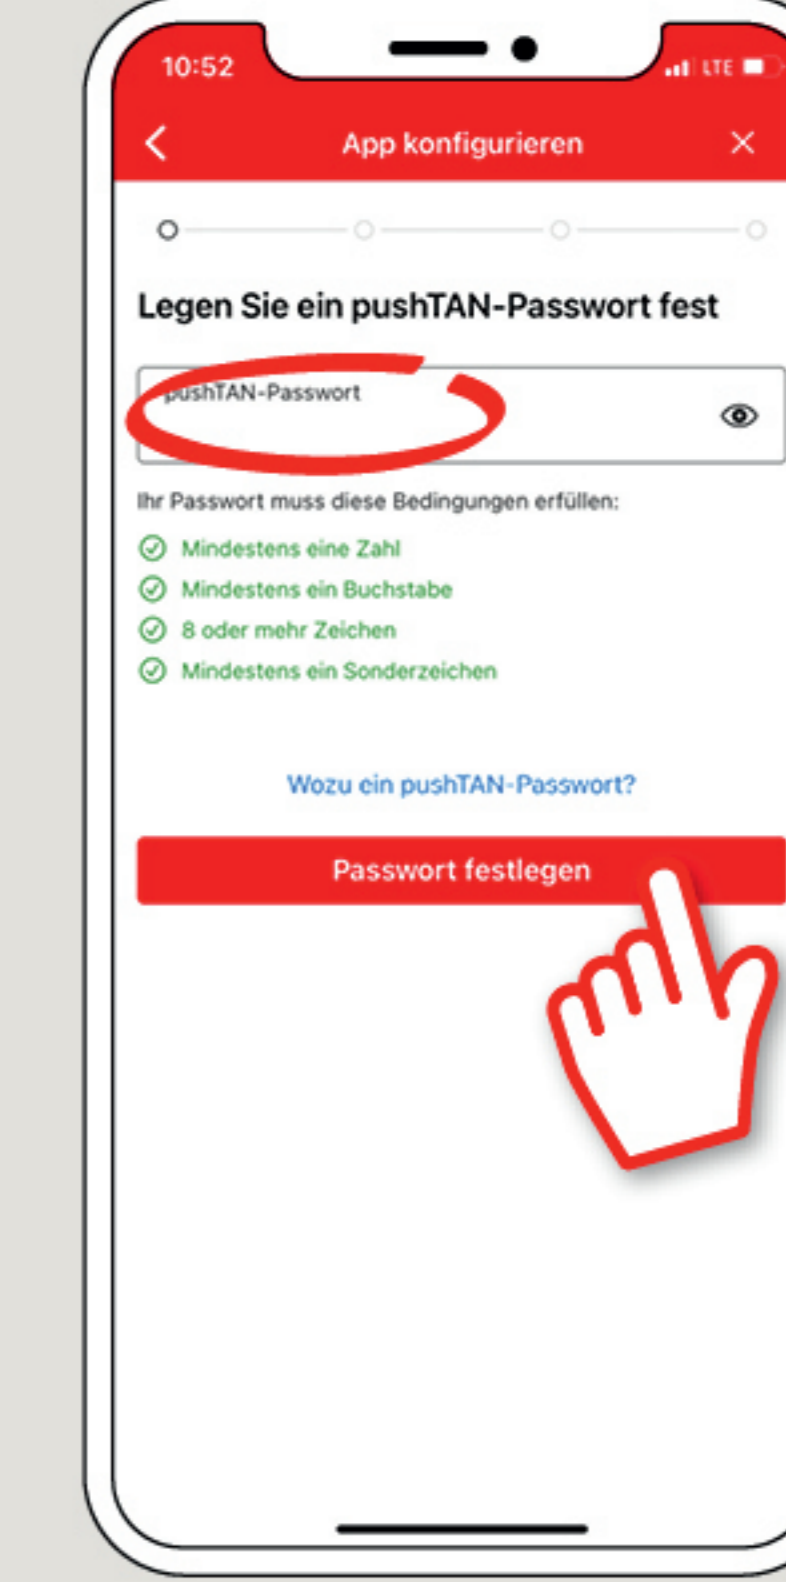 10:52
LTE
App konfigurieren
Legen Sie ein pushTAN-Passwort fest
pushTAN-Passwort
Ihr Passwort muss diese Bedingungen erfüllen:
Mindestens eine Zahl
Mindestens ein Buchstabe
8 oder mehr Zeichen
Mindestens ein Sonderzeichen
Wozu ein pushTAN-Passwort?
Passwort festlegen